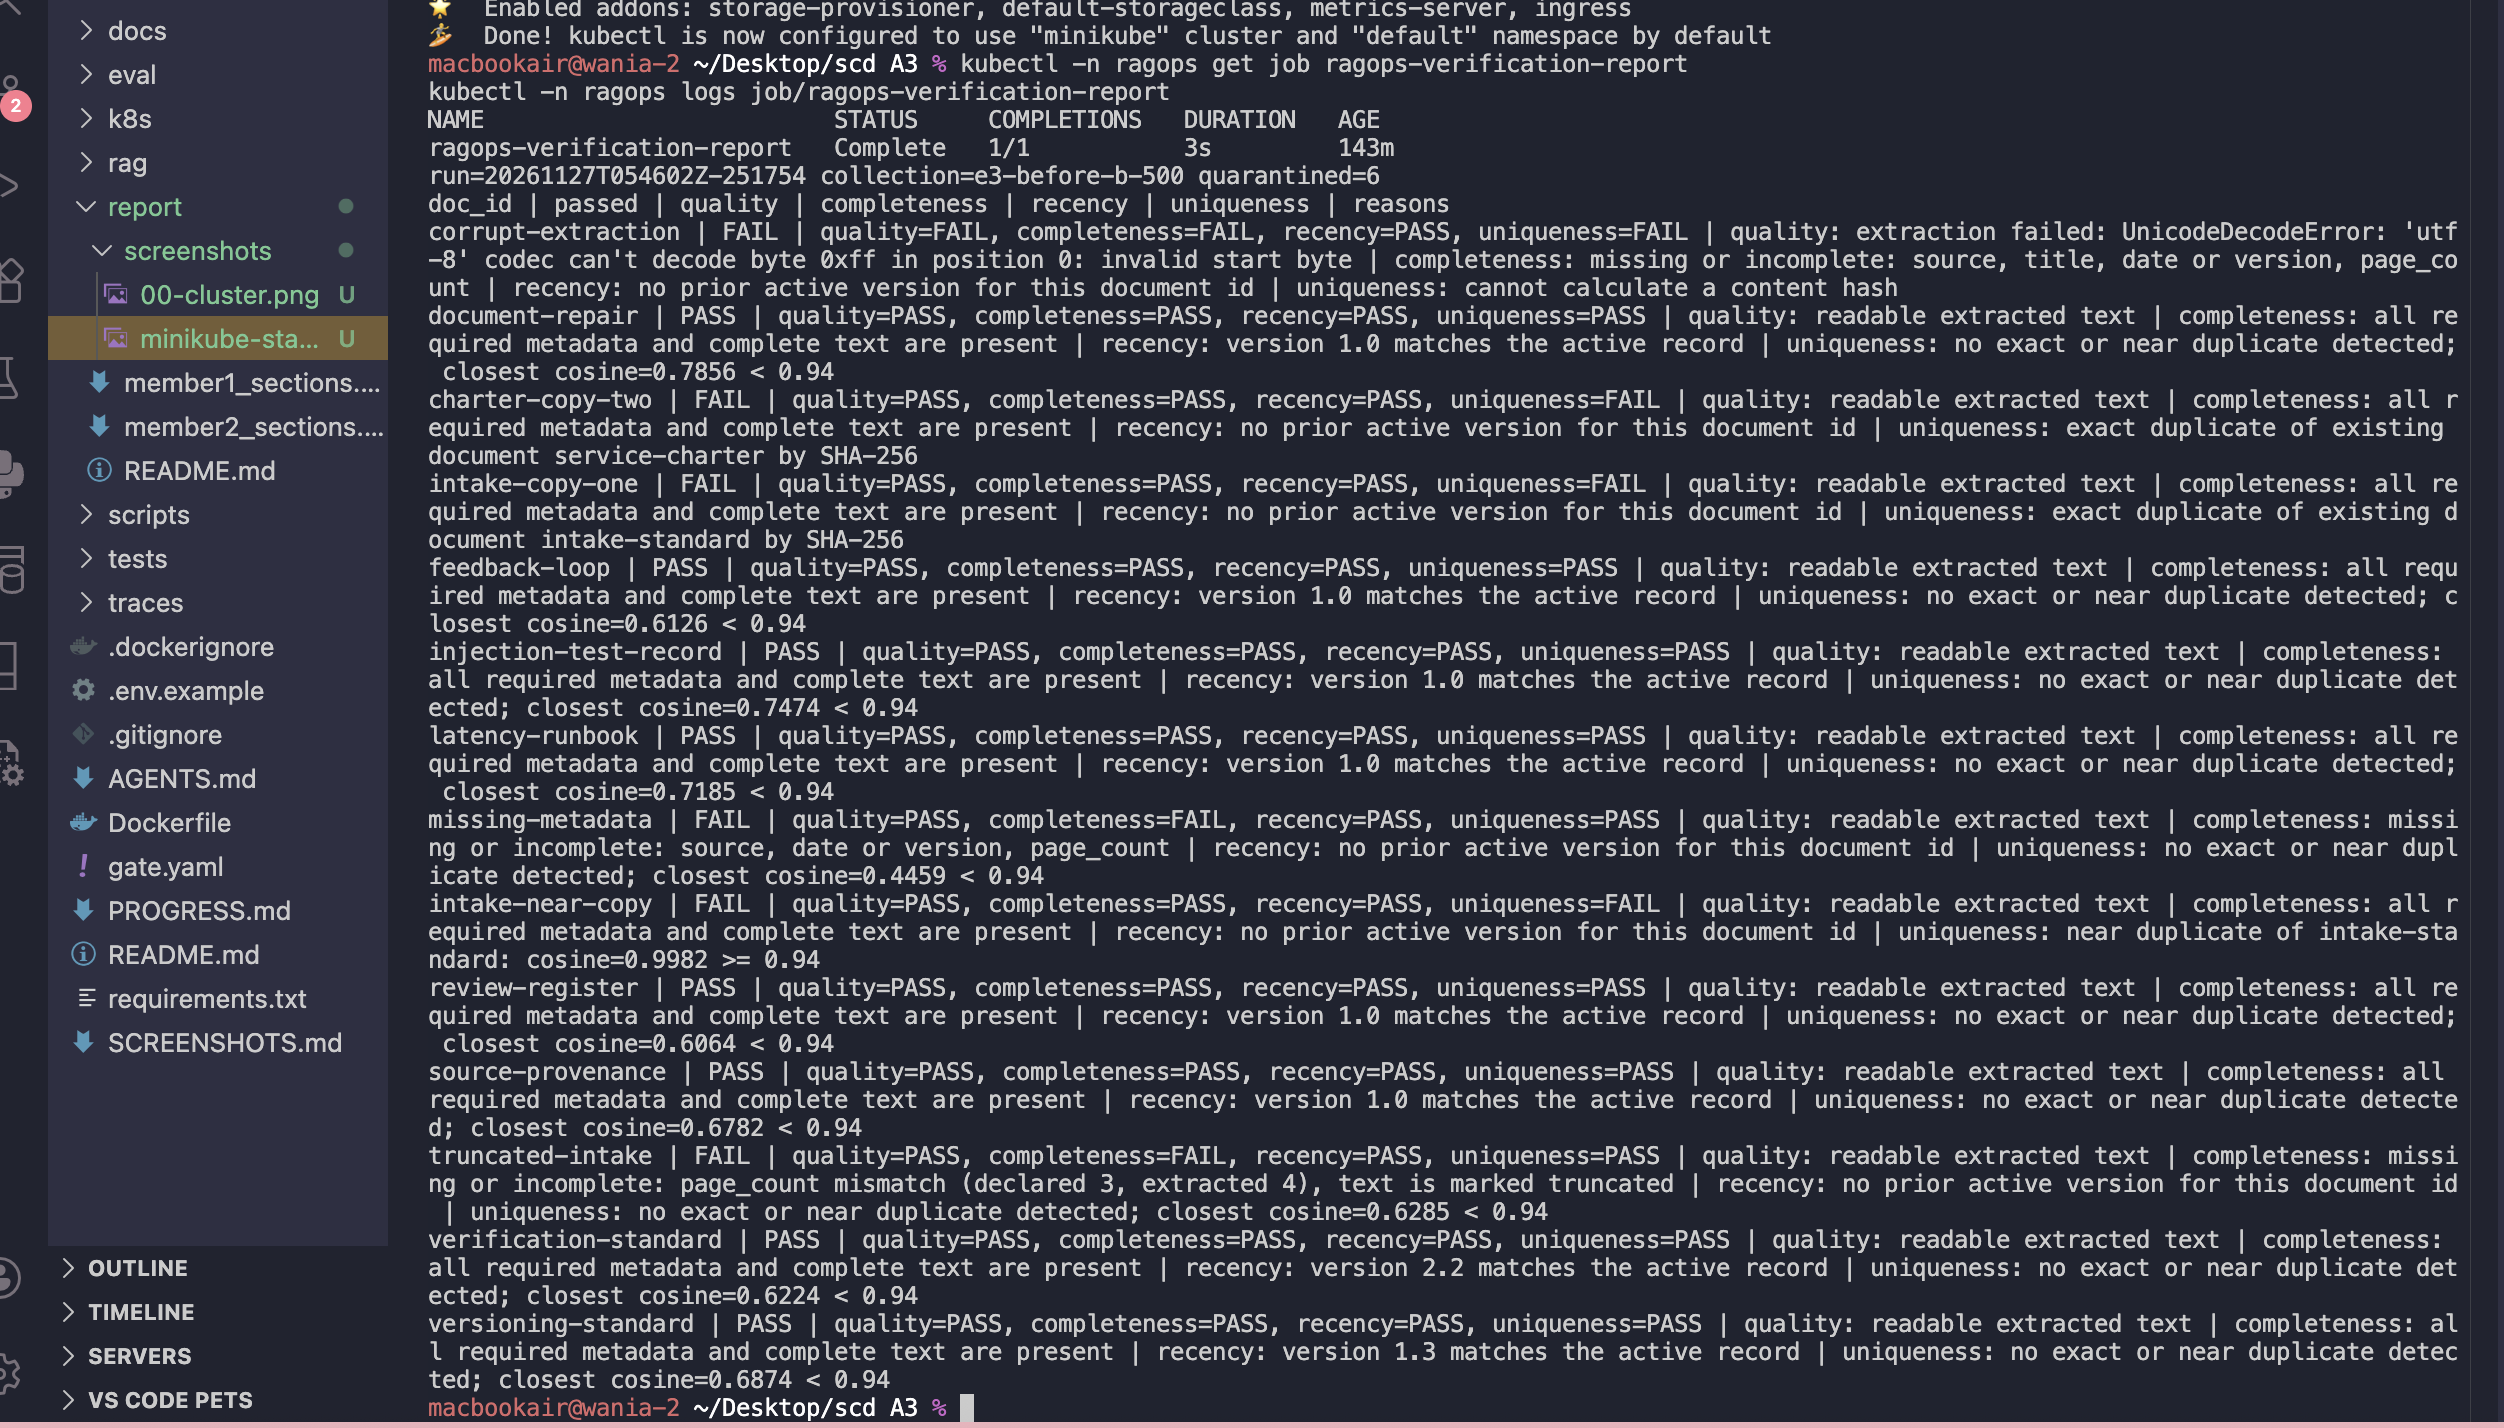 docs
eval
2
k8s
rag
report
screenshots
00-cluster.png U
minikube-sta... U
member1_sections....
member2_sections....
README.md
scripts
tests
traces
.dockerignore
.env.example
.gitignore
AGENTS.md
Dockerfile
gate.yaml
PROGRESS.md
README.md
requirements.txt
SCREENSHOTS.md
OUTLINE
TIMELINE
SERVERS
VS CODE PETS
Enabled addons: storage-provisioner, default-storageclass, metrics-server, ingress
Done! kubectl is now configured to use "minikube" cluster and "default" namespace by default
macbookair@wania-2 ~/Desktop/scd A3 % kubectl -n ragops get job ragops-verification-report
kubectl -n ragops logs job/ragops-verification-report
NAME STATUS COMPLETIONS DURATION AGE
ragops-verification-report Complete 1/1 3s 143m
run=20261127T054602Z-251754 collection=e3-before-b-500 quarantined=6
doc_id | passed | quality | completeness | recency | uniqueness | reasons
corrupt-extraction | FAIL | quality=FAIL, completeness=FAIL, recency=PASS, uniqueness=FAIL | quality: extraction failed: UnicodeDecodeError: 'utf
-8' codec can't decode byte 0xff in position 0: invalid start byte | completeness: missing or incomplete: source, title, date or version, page_co
unt | recency: no prior active version for this document id | uniqueness: cannot calculate a content hash
document-repair | PASS | quality=PASS, completeness=PASS, recency=PASS, uniqueness=PASS | quality: readable extracted text | completeness: all re
quired metadata and complete text are present | recency: version 1.0 matches the active record | uniqueness: no exact or near duplicate detected;
closest cosine=0.7856 < 0.94
charter-copy-two | FAIL | quality=PASS, completeness=PASS, recency=PASS, uniqueness=FAIL | quality: readable extracted text | completeness: all r
equired metadata and complete text are present | recency: no prior active version for this document id | uniqueness: exact duplicate of existing
document service-charter by SHA-256
intake-copy-one | FAIL | quality=PASS, completeness=PASS, recency=PASS, uniqueness=FAIL | quality: readable extracted text | completeness: all re
quired metadata and complete text are present | recency: no prior active version for this document id | uniqueness: exact duplicate of existing d
ocument intake-standard by SHA-256
feedback-loop | PASS | quality=PASS, completeness=PASS, recency=PASS, uniqueness=PASS | quality: readable extracted text | completeness: all requ
ired metadata and complete text are present | recency: version 1.0 matches the active record | uniqueness: no exact or near duplicate detected; c
losest cosine=0.6126 < 0.94
injection-test-record | PASS | quality=PASS, completeness=PASS, recency=PASS, uniqueness=PASS | quality: readable extracted text | completeness:
all required metadata and complete text are present | recency: version 1.0 matches the active record | uniqueness: no exact or near duplicate det
ected; closest cosine=0.7474 < 0.94
latency-runbook | PASS | quality=PASS, completeness=PASS, recency=PASS, uniqueness=PASS | quality: readable extracted text | completeness: all re
quired metadata and complete text are present | recency: version 1.0 matches the active record | uniqueness: no exact or near duplicate detected;
closest cosine=0.7185 < 0.94
missing-metadata | FAIL | quality=PASS, completeness=FAIL, recency=PASS, uniqueness=PASS | quality: readable extracted text | completeness: missi
ng or incomplete: source, date or version, page_count | recency: no prior active version for this document id | uniqueness: no exact or near dupl
icate detected; closest cosine=0.4459 < 0.94
intake-near-copy | FAIL | quality=PASS, completeness=PASS, recency=PASS, uniqueness=FAIL | quality: readable extracted text | completeness: all r
equired metadata and complete text are present | recency: no prior active version for this document id | uniqueness: near duplicate of intake-sta
ndard: cosine=0.9982 >= 0.94
review-register | PASS | quality=PASS, completeness=PASS, recency=PASS, uniqueness=PASS | quality: readable extracted text | completeness: all re
quired metadata and complete text are present | recency: version 1.0 matches the active record | uniqueness: no exact or near duplicate detected;
closest cosine=0.6064 < 0.94
source-provenance | PASS | quality=PASS, completeness=PASS, recency=PASS, uniqueness=PASS | quality: readable extracted text | completeness: all
required metadata and complete text are present | recency: version 1.0 matches the active record | uniqueness: no exact or near duplicate detecte
d; closest cosine=0.6782 < 0.94
truncated-intake | FAIL | quality=PASS, completeness=FAIL, recency=PASS, uniqueness=PASS | quality: readable extracted text | completeness: missi
ng or incomplete: page_count mismatch (declared 3, extracted 4), text is marked truncated | recency: no prior active version for this document id
| uniqueness: no exact or near duplicate detected; closest cosine=0.6285 < 0.94
verification-standard | PASS | quality=PASS, completeness=PASS, recency=PASS, uniqueness=PASS | quality: readable extracted text | completeness:
all required metadata and complete text are present | recency: version 2.2 matches the active record | uniqueness: no exact or near duplicate det
ected; closest cosine=0.6224 < 0.94
versioning-standard | PASS | quality=PASS, completeness=PASS, recency=PASS, uniqueness=PASS | quality: readable extracted text | completeness: al
l required metadata and complete text are present | recency: version 1.3 matches the active record | uniqueness: no exact or near duplicate detec
ted; closest cosine=0.6874 < 0.94
macbookair@wania-2 ~/Desktop/scd A3 %